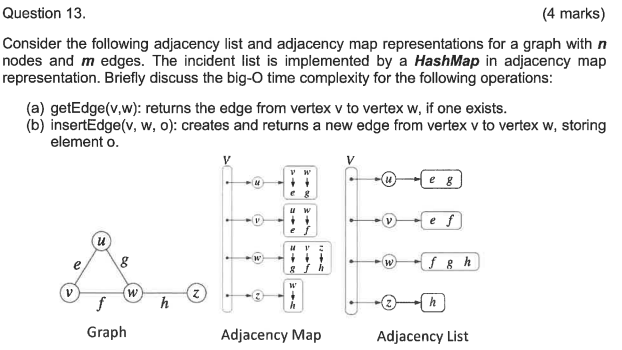 Question 13. (4 marks)
Consider the following adjacency list and adjacency map representations for a graph with n
nodes and m edges. The incident list is implemented by a HashMap in adjacency map
representation. Briefly discuss the big-O time complexity for the following operations:
(a) getEdge(v,w): returns the edge from vertex v to vertex w, if one exists.
(b) insertEdge(v, w, o): creates and returns a new edge from vertex v to vertex w, storing
element o.
V V
v w
u u e g
e g
u w
v v e f
e f
u v z
w w f g h
g f h
w
z z h
h
u
e g
v w z
f h
Graph Adjacency Map Adjacency List